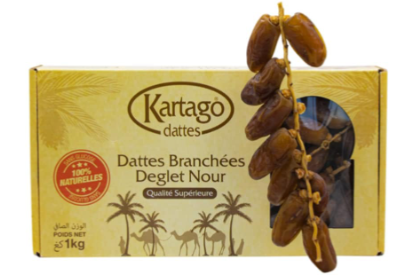 Kartago
dattes
Dattes Branchées
Deglet Nour
Qualité Supérieure
100%
NATURELLES
الوزن الصافي
POIDS NET
1kg كغ